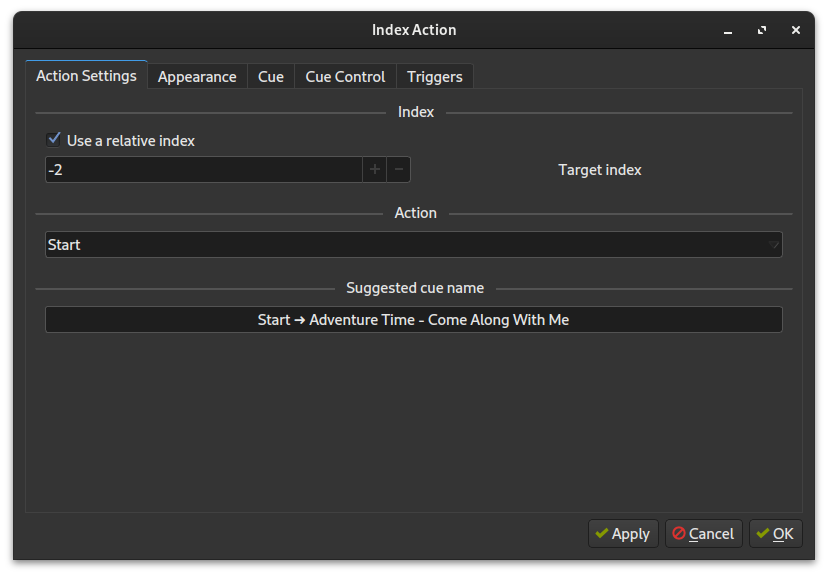 Index Action
Action Settings Appearance Cue Cue Control Triggers
Index
Use a relative index
-2 + − Target index
Action
Start
Suggested cue name
Start ➜ Adventure Time - Come Along With Me
Apply Cancel OK